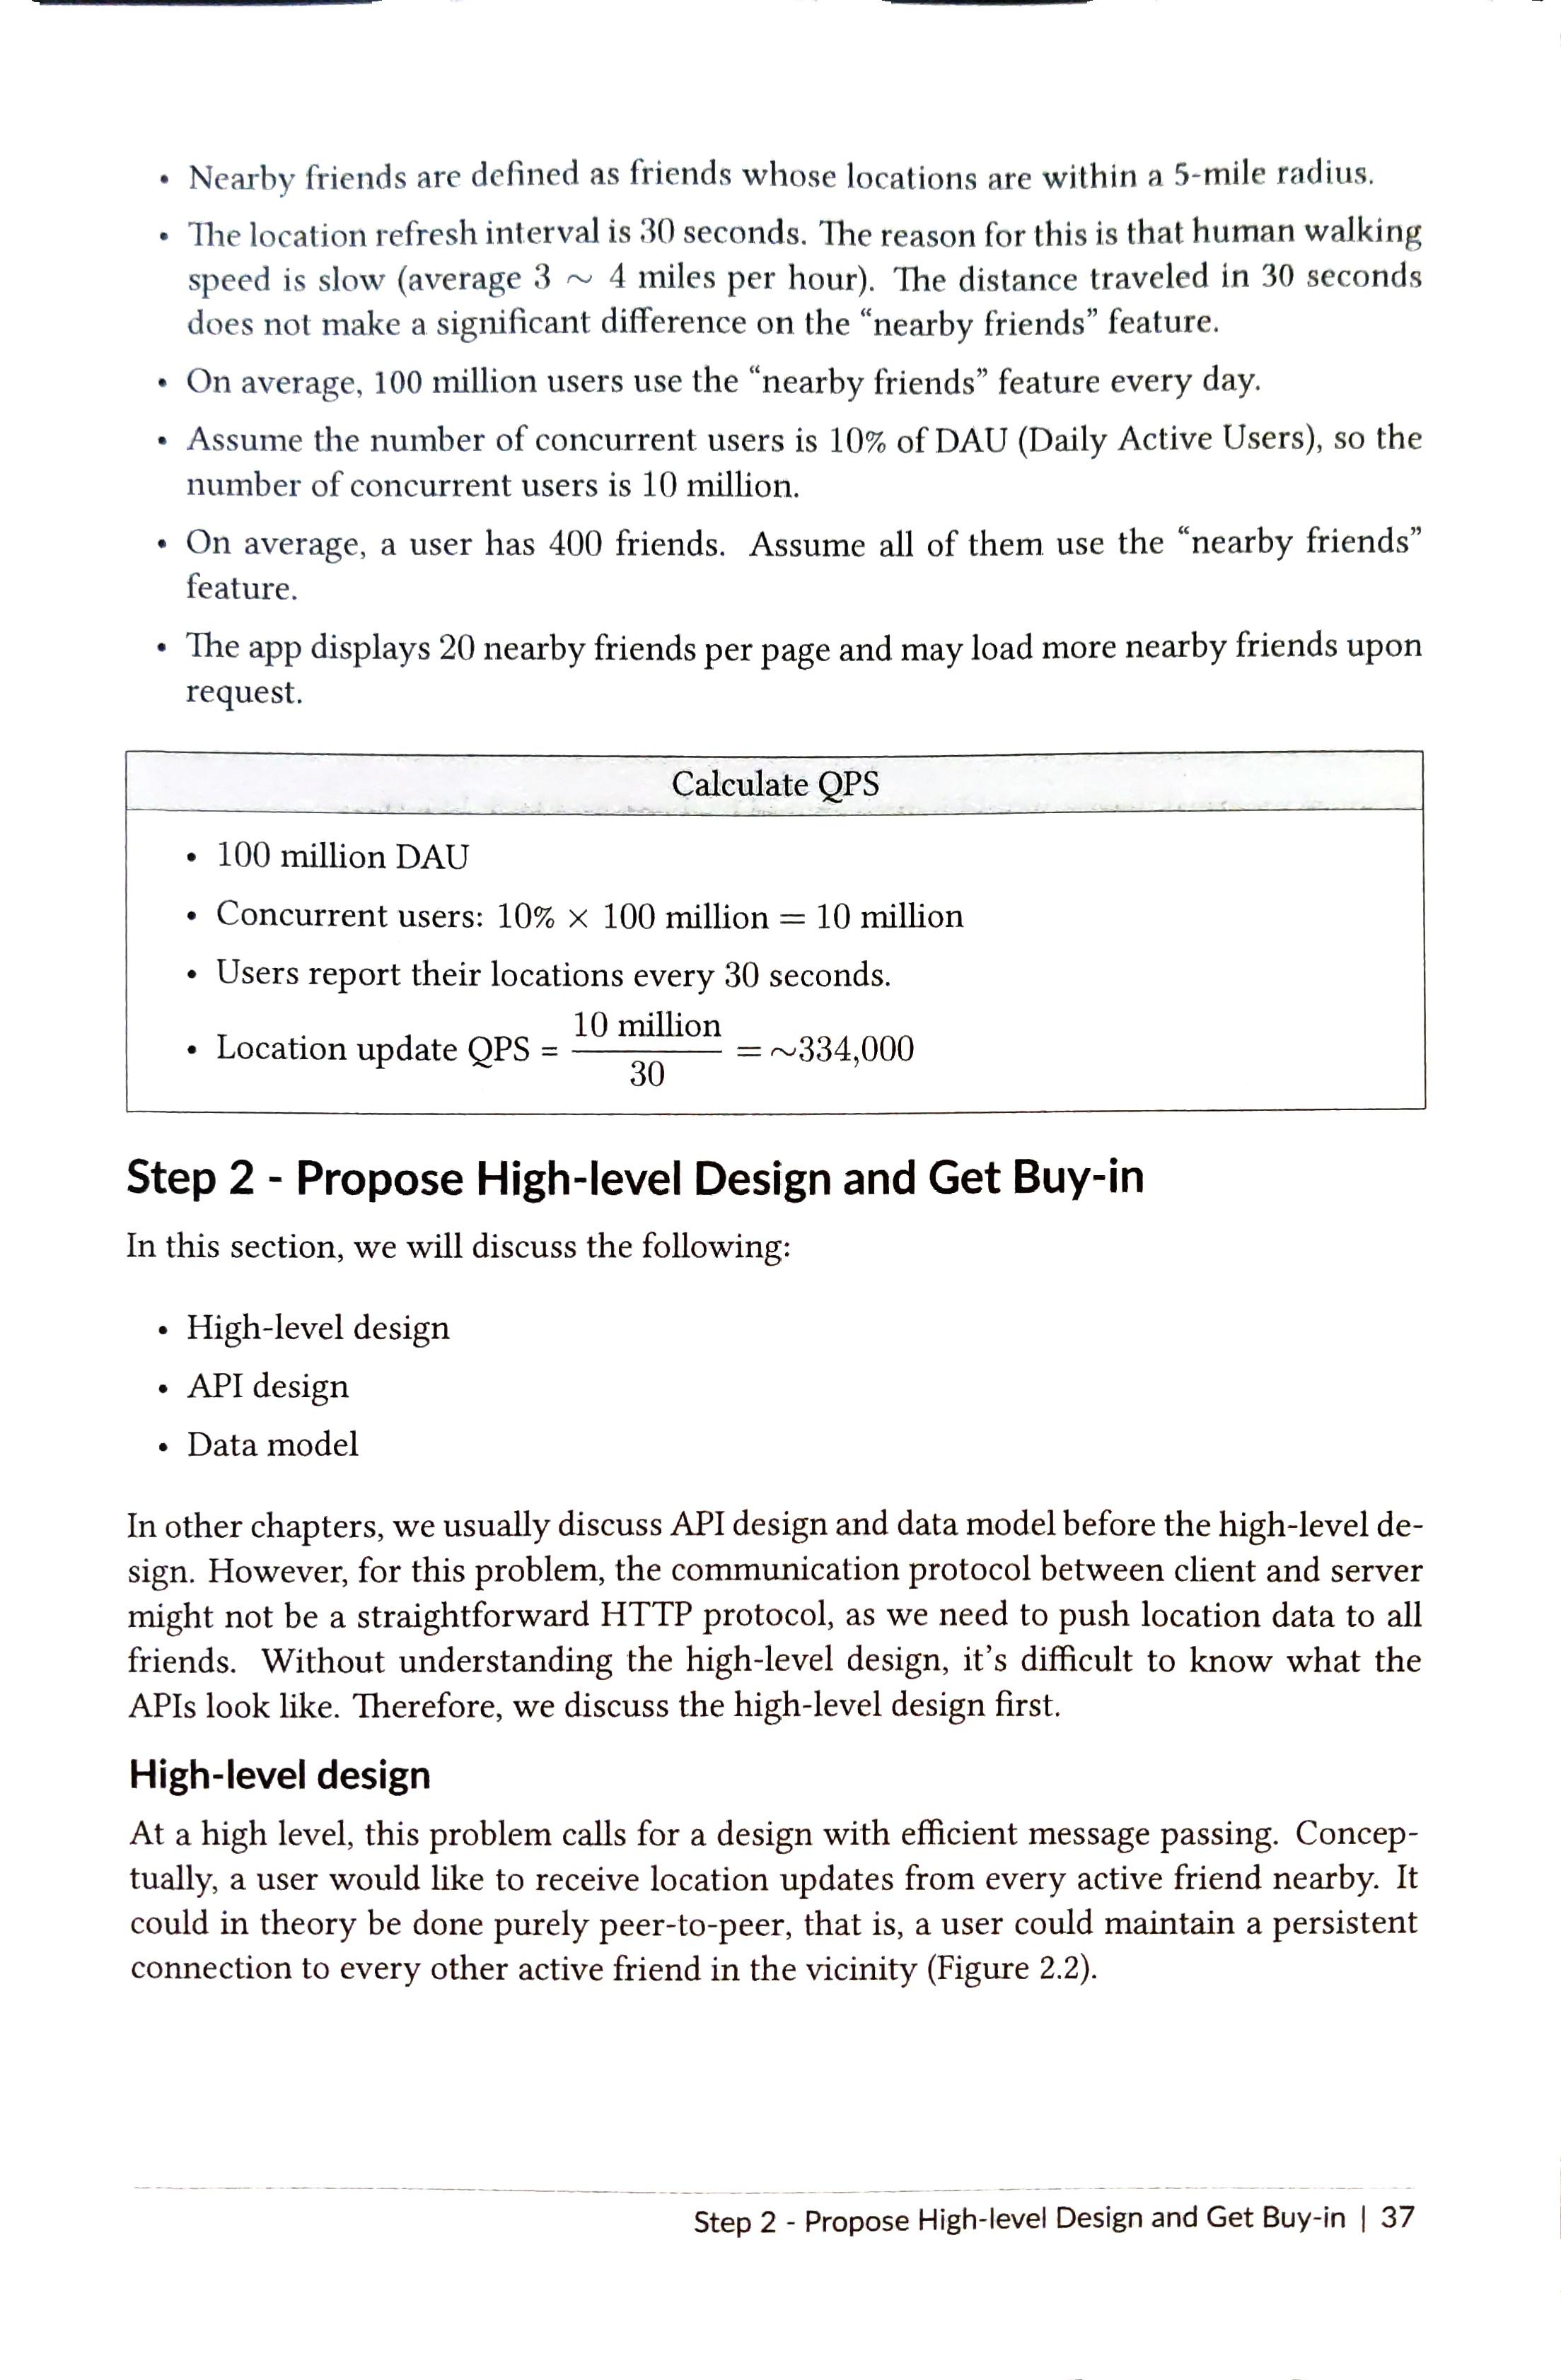 • Nearby friends are defined as friends whose locations are within a 5-mile radius.
• The location refresh interval is 30 seconds. The reason for this is that human walking
speed is slow (average 3 ∼ 4 miles per hour). The distance traveled in 30 seconds
does not make a significant difference on the “nearby friends” feature.
• On average, 100 million users use the “nearby friends” feature every day.
• Assume the number of concurrent users is 10% of DAU (Daily Active Users), so the
number of concurrent users is 10 million.
• On average, a user has 400 friends. Assume all of them use the “nearby friends”
feature.
• The app displays 20 nearby friends per page and may load more nearby friends upon
request.
Calculate QPS
• 100 million DAU
• Concurrent users: 10% × 100 million = 10 million
• Users report their locations every 30 seconds.
• Location update QPS = 10 million / 30 = ∼334,000
Step 2 - Propose High-level Design and Get Buy-in
In this section, we will discuss the following:
• High-level design
• API design
• Data model
In other chapters, we usually discuss API design and data model before the high-level de-
sign. However, for this problem, the communication protocol between client and server
might not be a straightforward HTTP protocol, as we need to push location data to all
friends. Without understanding the high-level design, it’s difficult to know what the
APIs look like. Therefore, we discuss the high-level design first.
High-level design
At a high level, this problem calls for a design with efficient message passing. Concep-
tually, a user would like to receive location updates from every active friend nearby. It
could in theory be done purely peer-to-peer, that is, a user could maintain a persistent
connection to every other active friend in the vicinity (Figure 2.2).
Step 2 - Propose High-level Design and Get Buy-in | 37